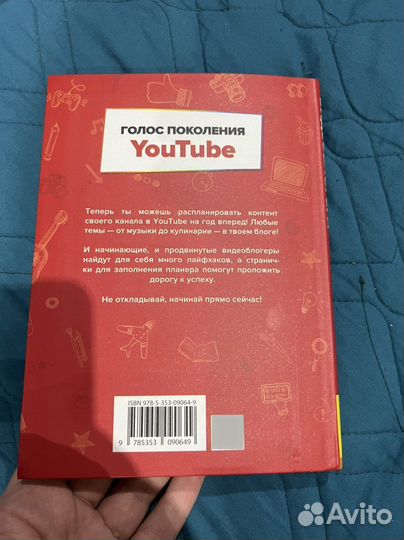 ГОЛОС ПОКОЛЕНИЯ
YouTube
Теперь ты можешь распланировать контент
своего канала в YouTube на год вперед! Любые
темы — от музыки до кулинарии — в твоем блоге!
И начинающие, и продвинутые видеоблогеры
найдут для себя много лайфхаков, а странич-
ки для заполнения планера помогут проложить
дорогу к успеху.
Не откладывай, начинай прямо сейчас!
ISBN 978-5-353-09064-9
9 785353 090649
Avito